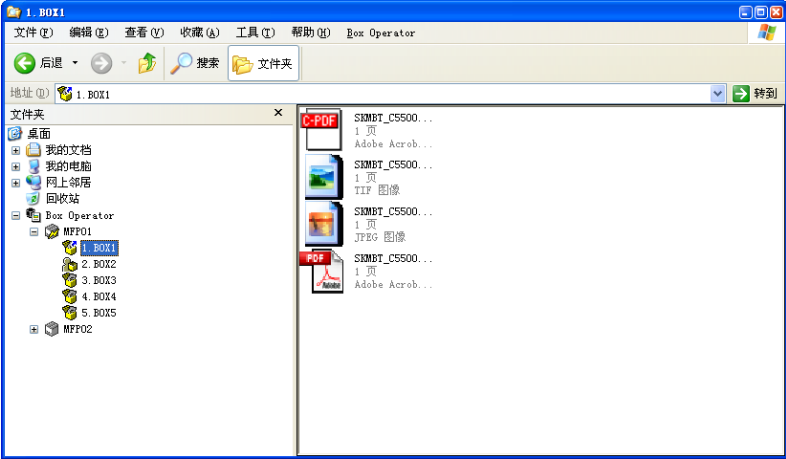 1. BOX1
文件(F) 编辑(E) 查看(V) 收藏(A) 工具(T) 帮助(H) Box Operator
后退 搜索 文件夹
地址(D) 1. BOX1 转到
文件夹
桌面
我的文档
我的电脑
网上邻居
回收站
Box Operator
MFP01
1. BOX1
2. BOX2
3. BOX3
4. BOX4
5. BOX5
MFP02
C-PDF
SKMBT_C5500...
1 页
Adobe Acrob...
SKMBT_C5500...
1 页
TIF 图像
SKMBT_C5500...
1 页
JPEG 图像
PDF
Adobe
SKMBT_C5500...
1 页
Adobe Acrob...